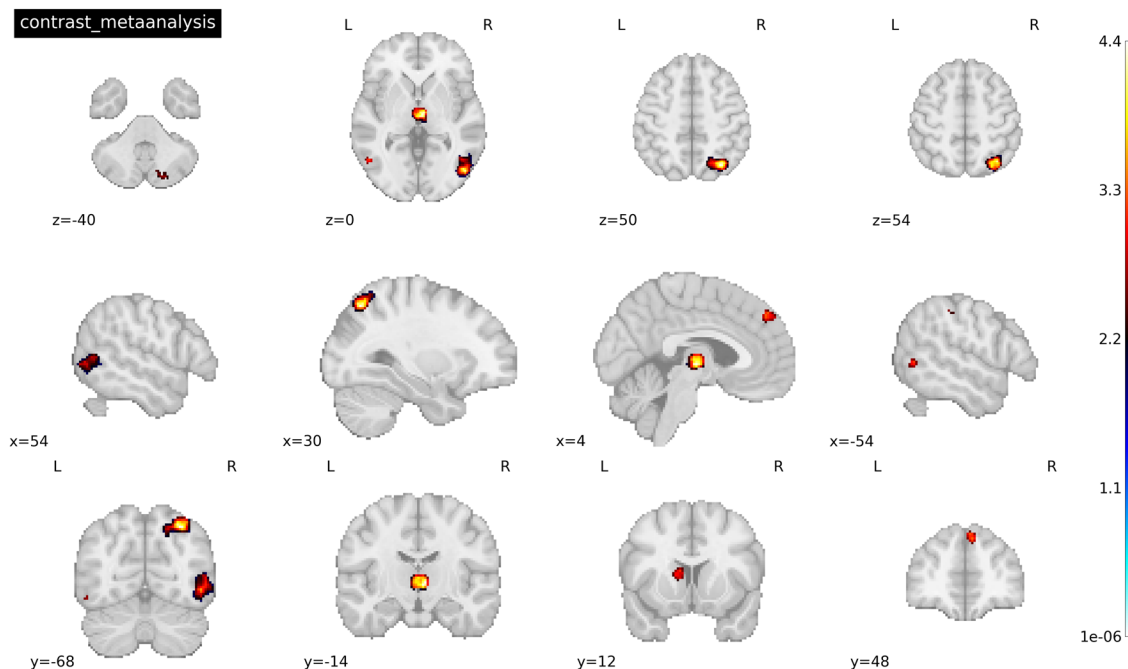 contrast_metaanalysis
L R L R L R
4.4
3.3
2.2
1.1
1e-06
z=-40 z=0 z=50 z=54
x=54 x=30 x=4 x=-54
L R L R L R L R
y=-68 y=-14 y=12 y=48